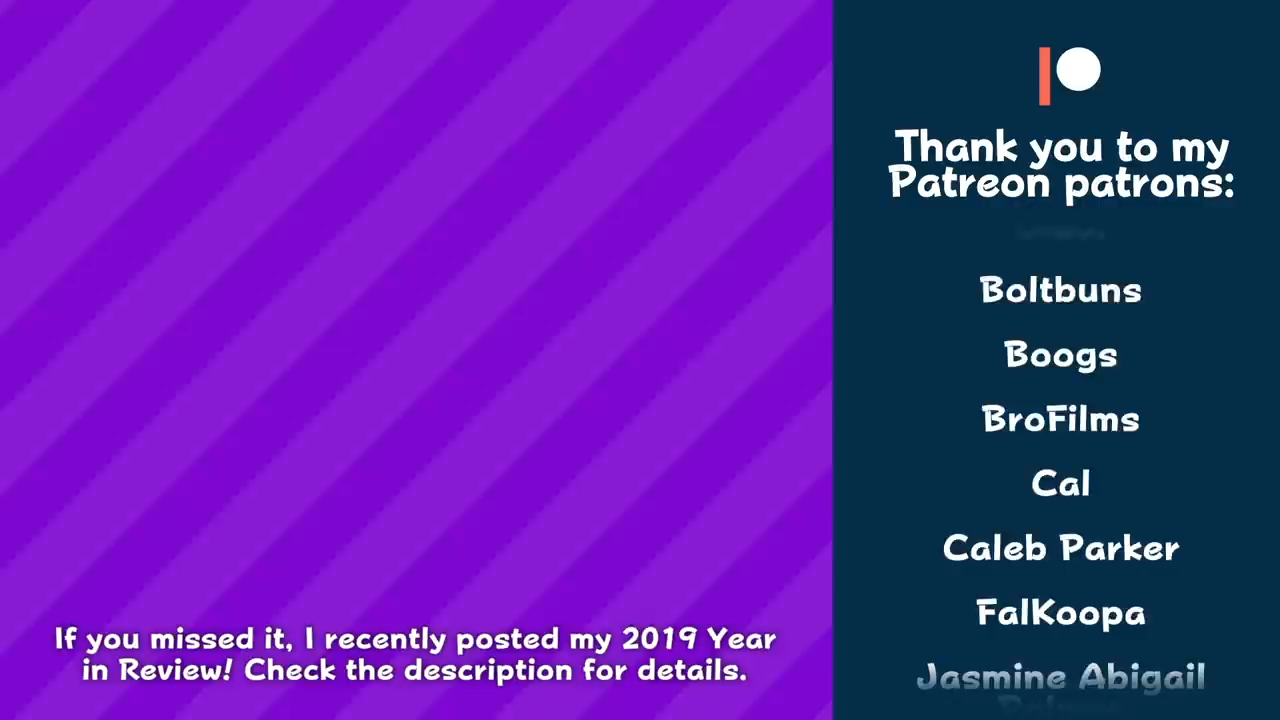 Thank you to my
Patreon patrons:
Boltbuns
Boogs
BroFilms
Cal
Caleb Parker
FalKoopa
Jasmine Abigail
If you missed it, I recently posted my 2019 Year
in Review! Check the description for details.